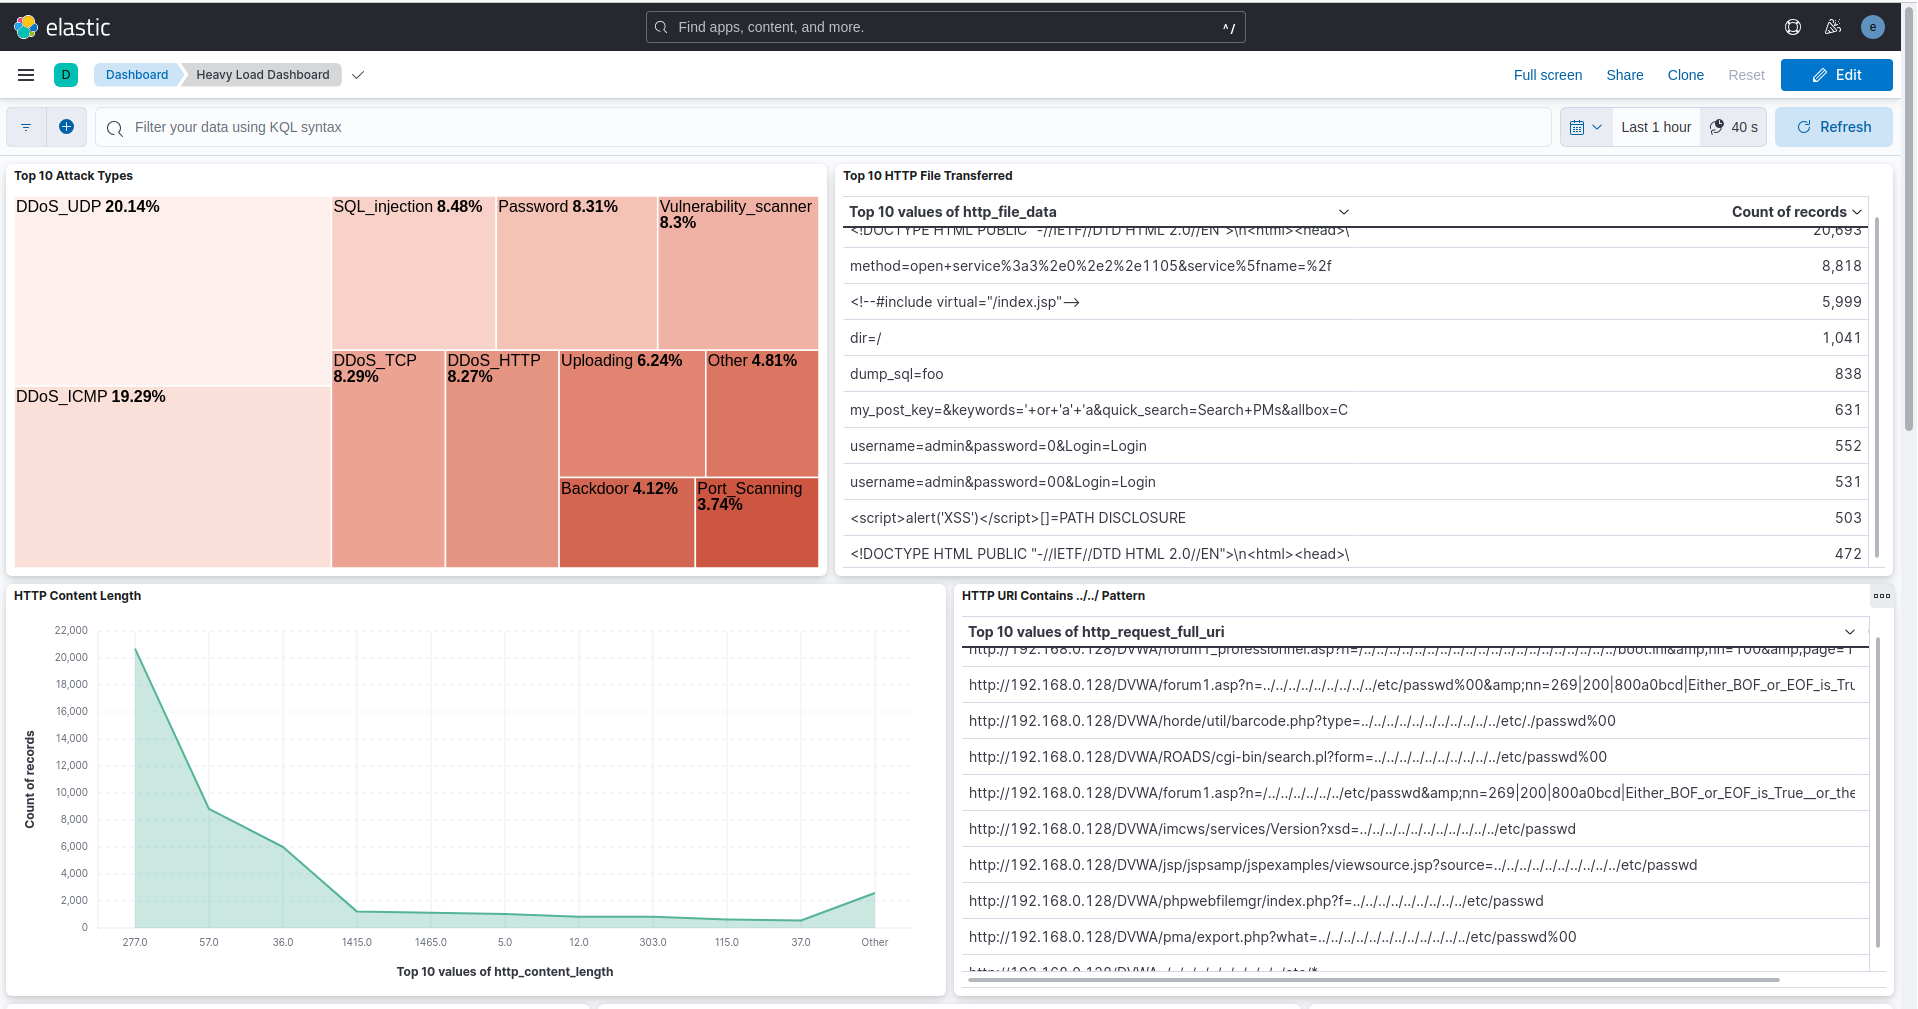 elastic
Find apps, content, and more.
^/
e
D
Dashboard
Heavy Load Dashboard
Full screen
Share
Clone
Reset
Edit
Filter your data using KQL syntax
Last 1 hour
40 s
Refresh
Top 10 Attack Types
DDoS_UDP 20.14%
SQL_injection 8.48%
Password 8.31%
Vulnerability_scanner
8.3%
DDoS_ICMP 19.29%
DDoS_TCP
8.29%
DDoS_HTTP
8.27%
Uploading 6.24%
Other 4.81%
Backdoor 4.12%
Port_Scanning
3.74%
Top 10 HTTP File Transferred
Top 10 values of http_file_data
Count of records
<!DOCTYPE HTML PUBLIC "-//IETF//DTD HTML 2.0//EN">\n<html><head>\
20,693
method=open+service%3a3%2e0%2e2%2e1105&service%5fname=%2f
8,818
<!--#include virtual="/index.jsp"-->
5,999
dir=/
1,041
dump_sql=foo
838
my_post_key=&keywords='+or+'a'+'a&quick_search=Search+PMs&allbox=C
631
username=admin&password=0&Login=Login
552
username=admin&password=00&Login=Login
531
<script>alert('XSS')</script>[]=PATH DISCLOSURE
503
<!DOCTYPE HTML PUBLIC "-//IETF//DTD HTML 2.0//EN">\n<html><head>\
472
HTTP Content Length
22,000
20,000
18,000
16,000
14,000
12,000
10,000
8,000
6,000
4,000
2,000
0
Count of records
277.0
57.0
36.0
1415.0
1465.0
5.0
12.0
303.0
115.0
37.0
Other
Top 10 values of http_content_length
HTTP URI Contains ../../ Pattern
Top 10 values of http_request_full_uri
http://192.168.0.128/DVWA/forum1.asp?n=../../../../../../../../../etc/passwd%00&amp;nn=269|200|800a0bcd|Either_BOF_or_EOF_is_Tru
http://192.168.0.128/DVWA/horde/util/barcode.php?type=../../../../../../../../../../../etc/./passwd%00
http://192.168.0.128/DVWA/ROADS/cgi-bin/search.pl?form=../../../../../../../../../../etc/passwd%00
http://192.168.0.128/DVWA/forum1.asp?n=/../../../../../../etc/passwd&amp;nn=269|200|800a0bcd|Either_BOF_or_EOF_is_True__or_the
http://192.168.0.128/DVWA/imcws/services/Version?xsd=../../../../../../../../../../../etc/passwd
http://192.168.0.128/DVWA/jsp/jspsamp/jspexamples/viewsource.jsp?source=../../../../../../../../../../etc/passwd
http://192.168.0.128/DVWA/phpwebfilemgr/index.php?f=../../../../../../../../../etc/passwd
http://192.168.0.128/DVWA/pma/export.php?what=../../../../../../../../../../../../etc/passwd%00